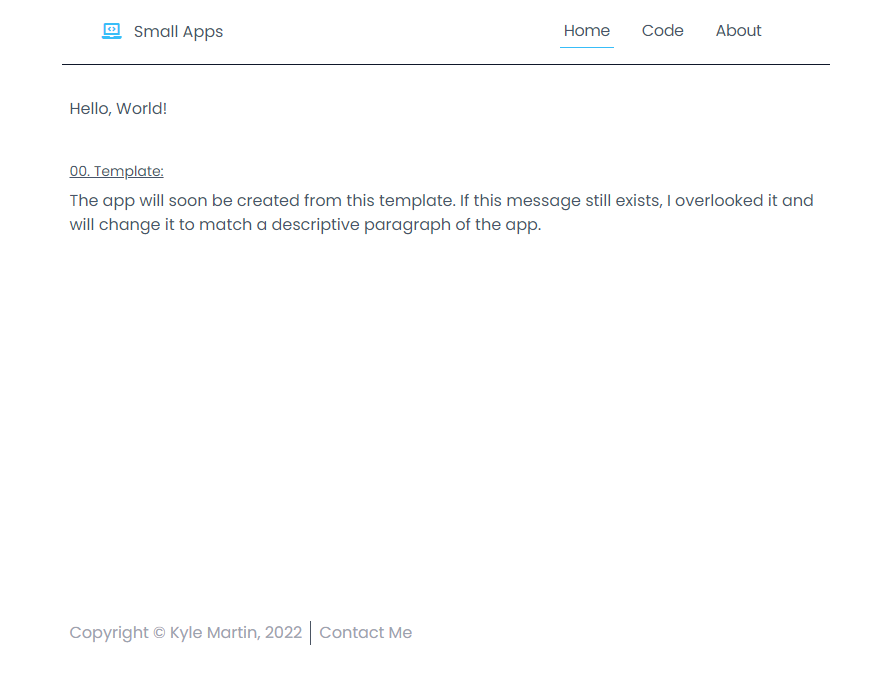 Small Apps
Home Code About
Hello, World!
00. Template:
The app will soon be created from this template. If this message still exists, I overlooked it and
will change it to match a descriptive paragraph of the app.
Copyright © Kyle Martin, 2022 Contact Me